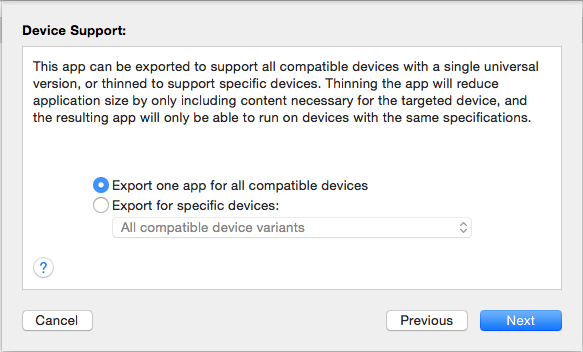 Device Support:
This app can be exported to support all compatible devices with a single universal
version, or thinned to support specific devices. Thinning the app will reduce
application size by only including content necessary for the targeted device, and
the resulting app will only be able to run on devices with the same specifications.
Export one app for all compatible devices
Export for specific devices:
All compatible device variants
?
Cancel
Previous
Next